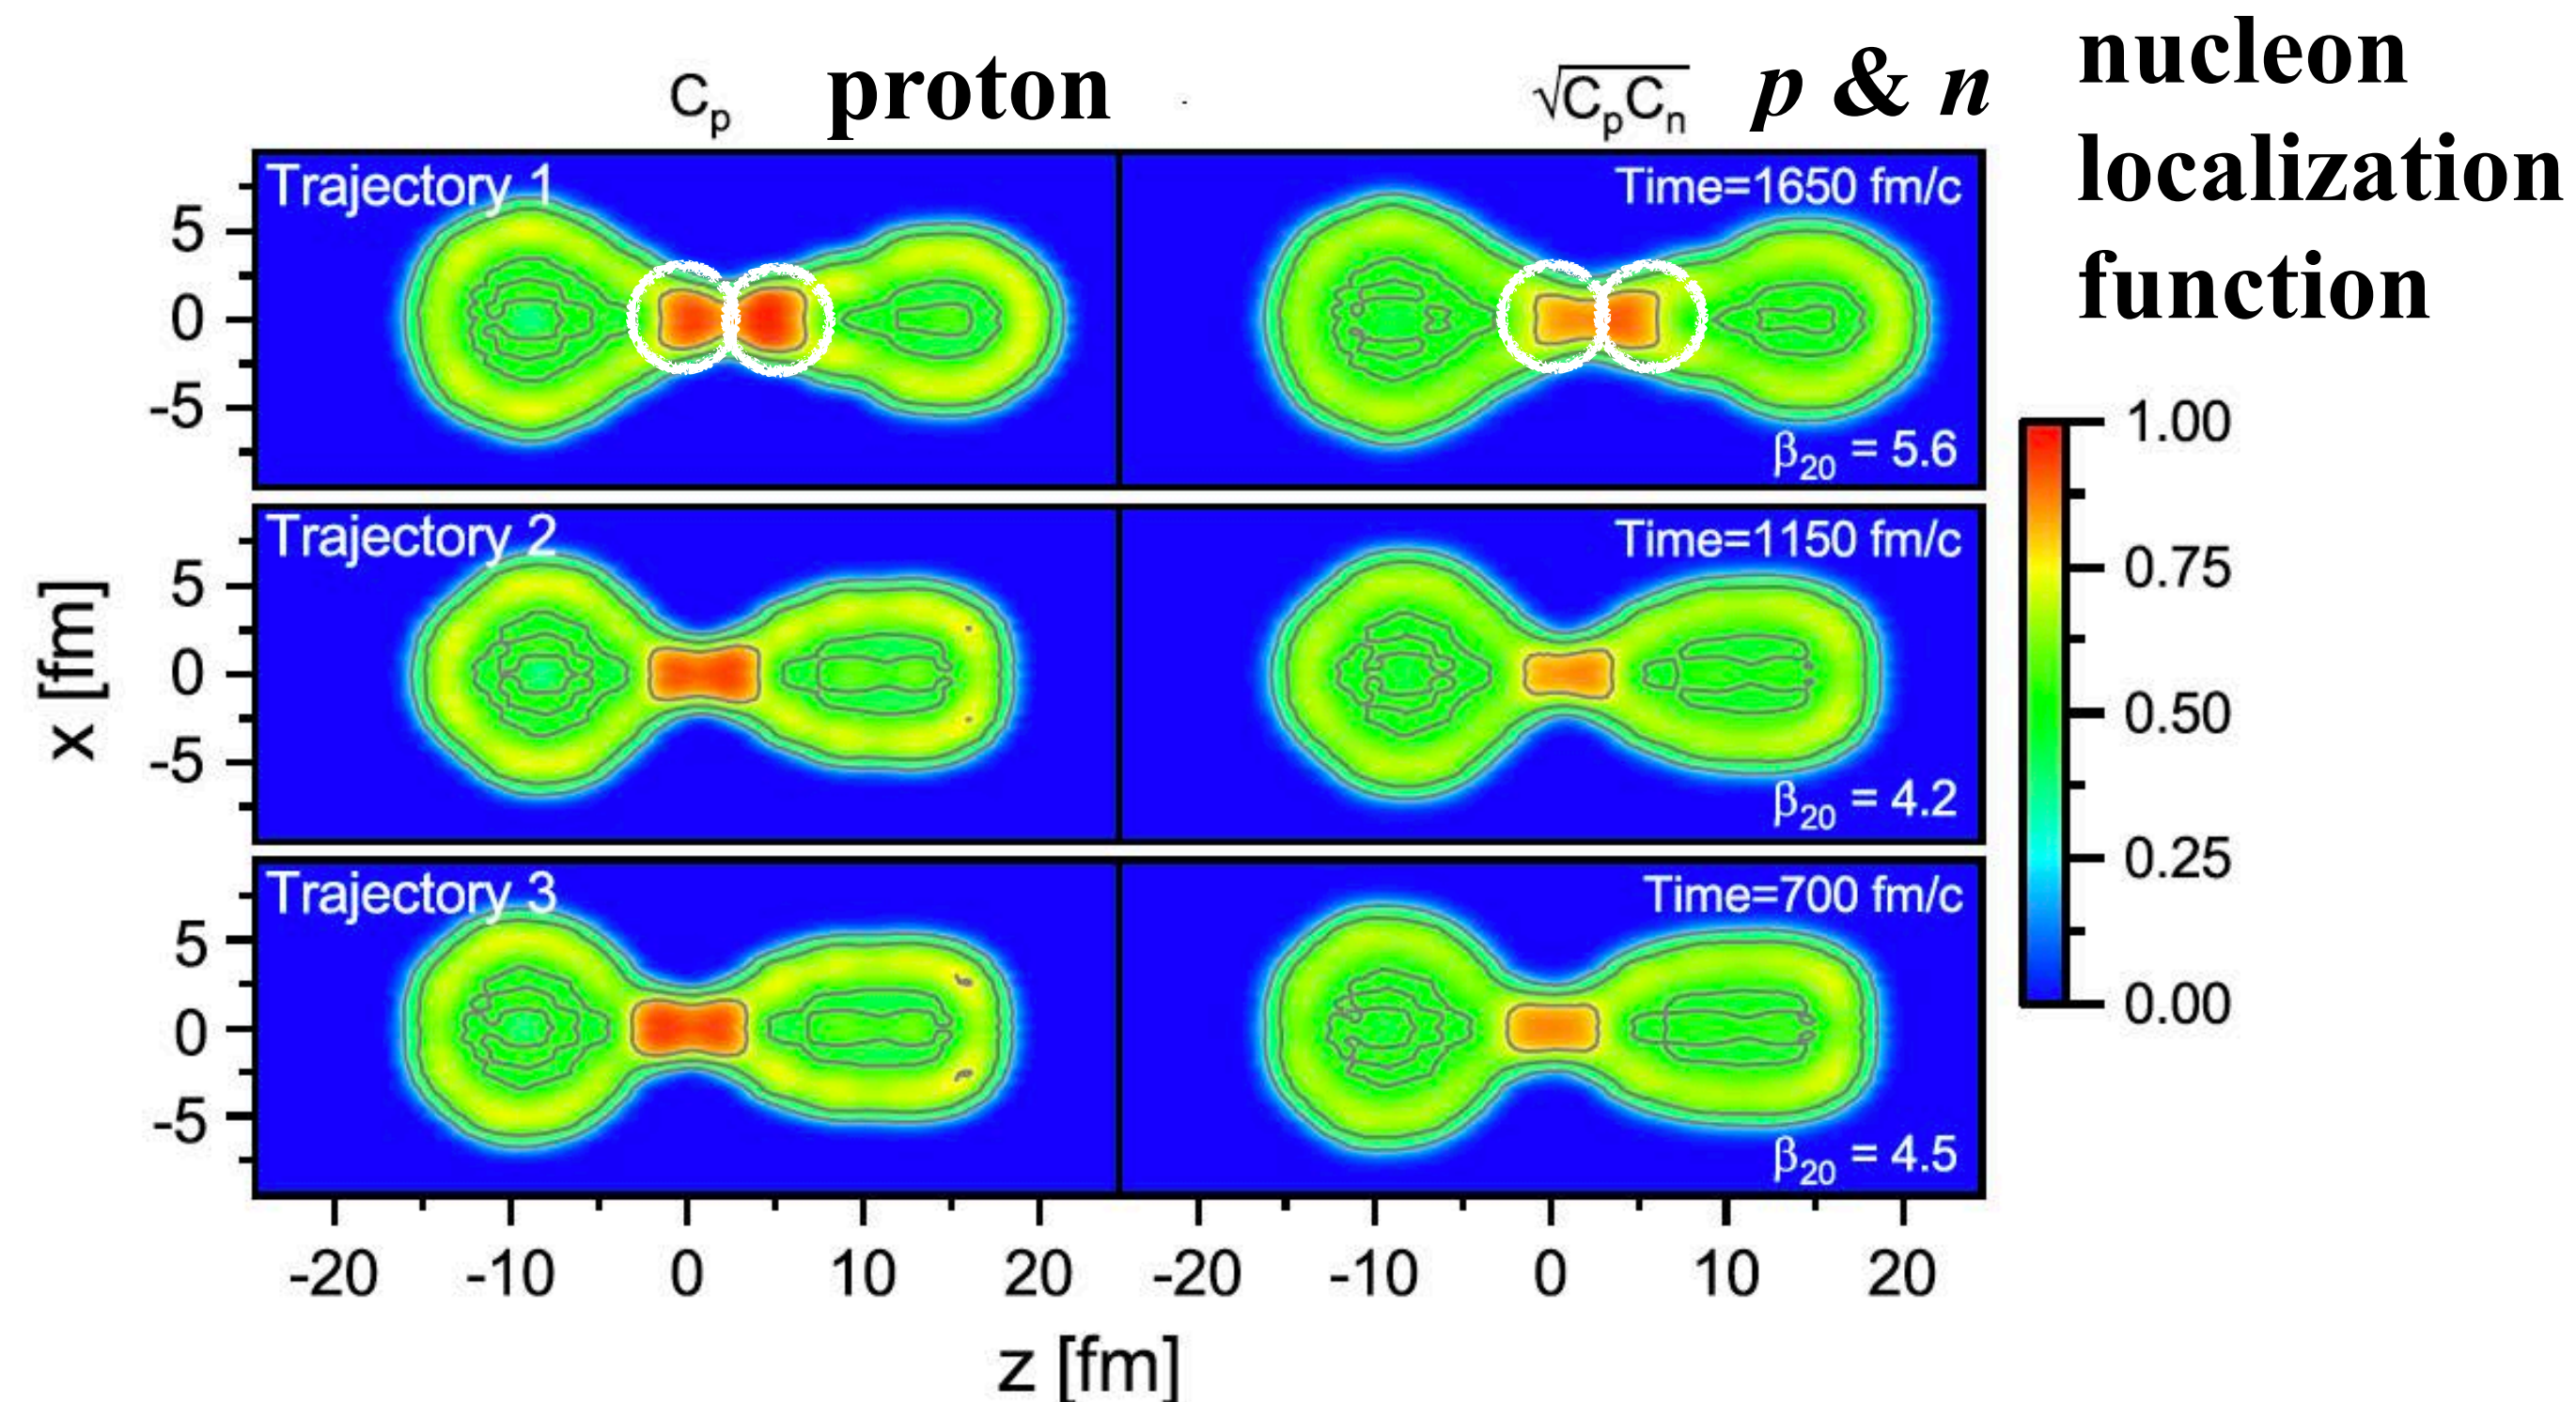 C_p proton √C_pC_n p & n nucleon
localization
function
Trajectory 1 Time=1650 fm/c
5
0
-5
β_20 = 5.6
Trajectory 2 Time=1150 fm/c
5
0
-5
β_20 = 4.2
Trajectory 3 Time=700 fm/c
5
0
-5
β_20 = 4.5
x [fm]
1.00
0.75
0.50
0.25
0.00
-20 -10 0 10 20 -20 -10 0 10 20
z [fm]